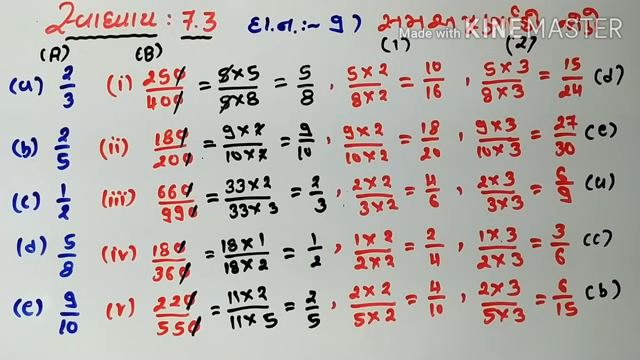 સ્વાધ્યાય : 7.3 દા.ન. :- 9)
Made with KINEMASTER
(A) (B) (1) (2)
(a) 2/3 (i) 250/400 = 5×5/5×8 = 5/8 , 5×2/8×2 = 10/16 , 5×3/8×3 = 15/24 (d)
(b) 2/5 (ii) 180/200 = 9×2/10×2 = 9/10 , 9×2/10×2 = 18/20 , 9×3/10×3 = 27/30 (e)
(c) 1/2 (iii) 660/990 = 33×2/33×3 = 2/3 , 2×2/3×2 = 4/6 , 2×3/3×3 = 6/9 (a)
(d) 5/8 (iv) 180/360 = 18×1/18×2 = 1/2 , 1×2/2×2 = 2/4 , 1×3/2×3 = 3/6 (c)
(e) 9/10 (v) 220/550 = 11×2/11×5 = 2/5 , 2×2/5×2 = 4/10 , 2×3/5×3 = 6/15 (b)